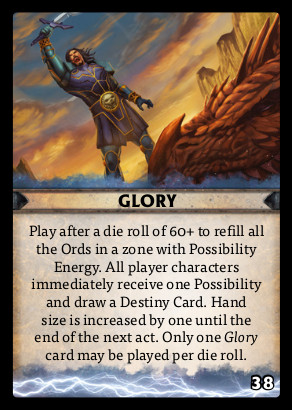 GLORY
Play after a die roll of 60+ to refill all
the Ords in a zone with Possibility
Energy. All player characters
immediately receive one Possibility
and draw a Destiny Card. Hand
size is increased by one until the
end of the next act. Only one Glory
card may be played per die roll.
38